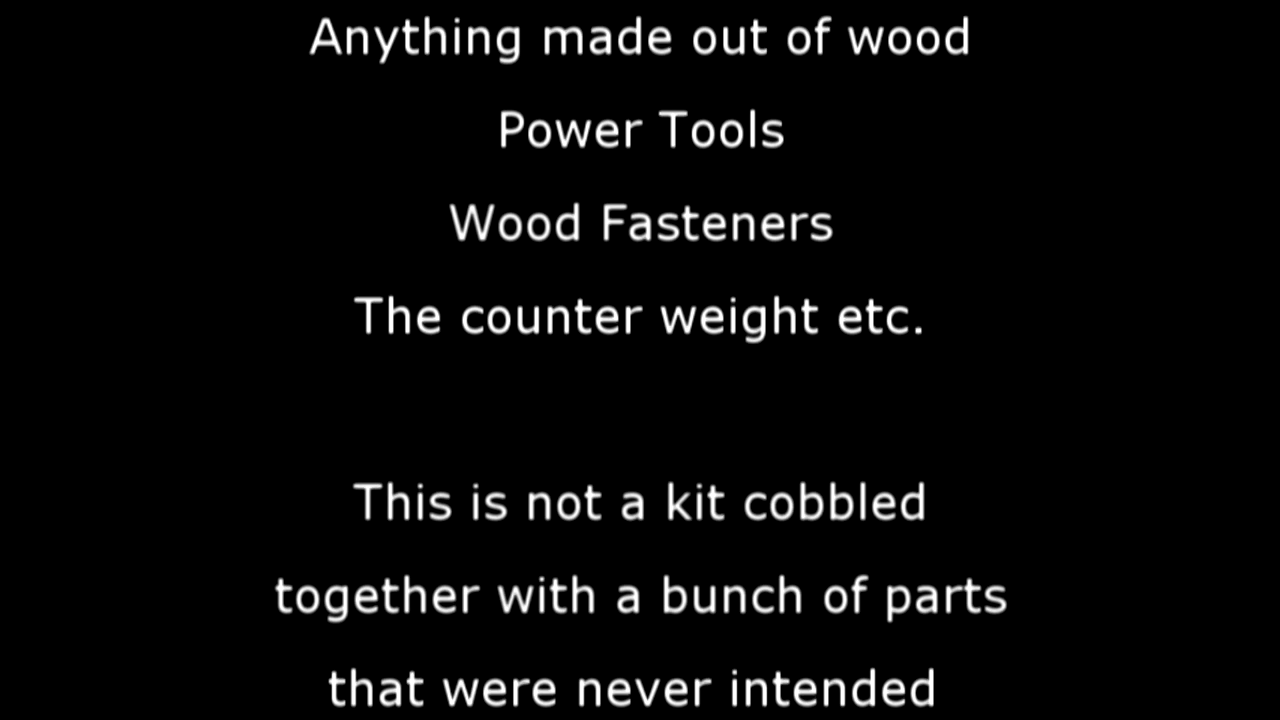 Anything made out of wood
Power Tools
Wood Fasteners
The counter weight etc.
This is not a kit cobbled
together with a bunch of parts
that were never intended